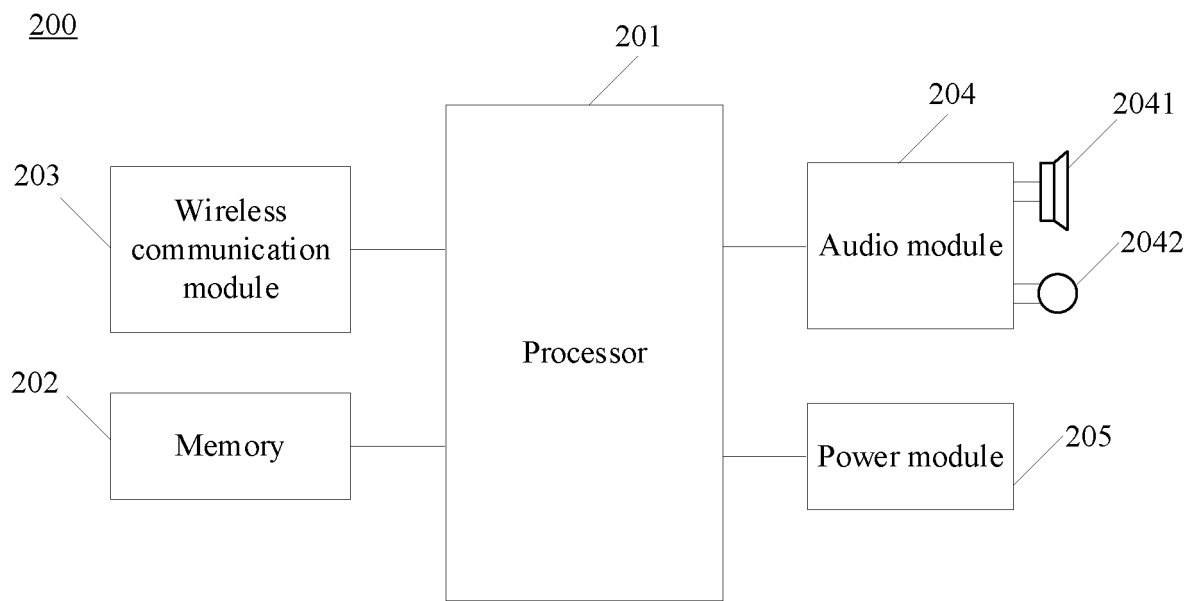 200
201
204
2041
203
Wireless
communication
module
Audio module
2042
Processor
202
Memory
205
Power module